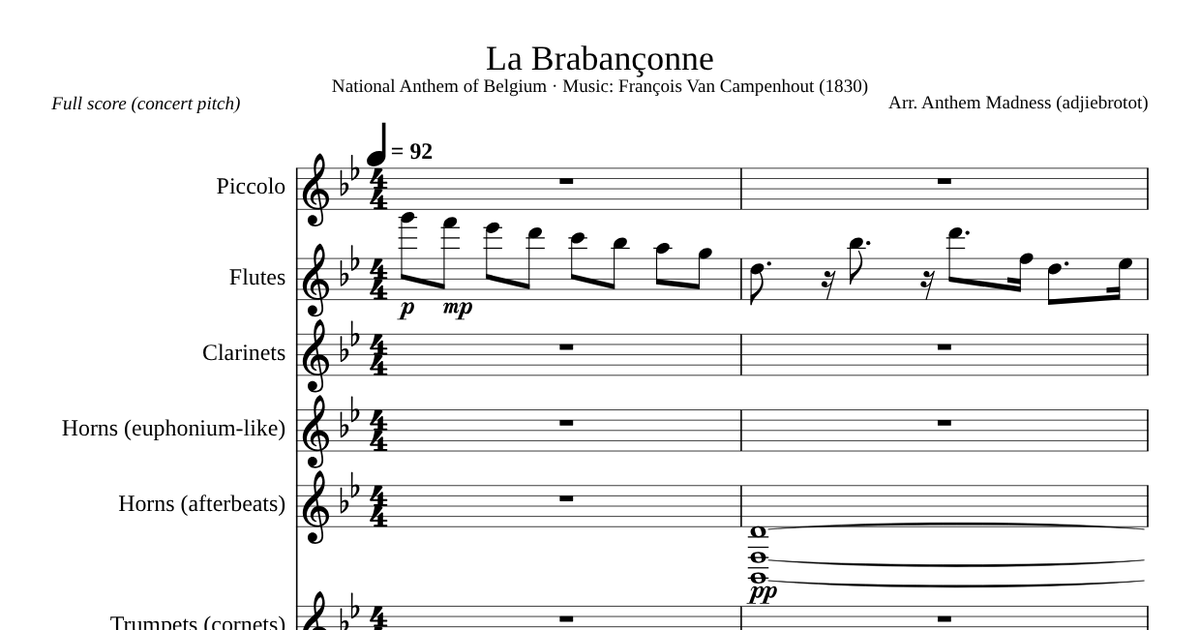 La Brabançonne
National Anthem of Belgium · Music: François Van Campenhout (1830)
Full score (concert pitch)
Arr. Anthem Madness (adjiebrotot)
= 92
Piccolo
Flutes
p mp
Clarinets
Horns (euphonium-like)
Horns (afterbeats)
pp
Trumpets (cornets)